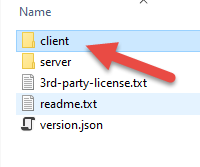 Name
client
server
3rd-party-license.txt
readme.txt
version.json